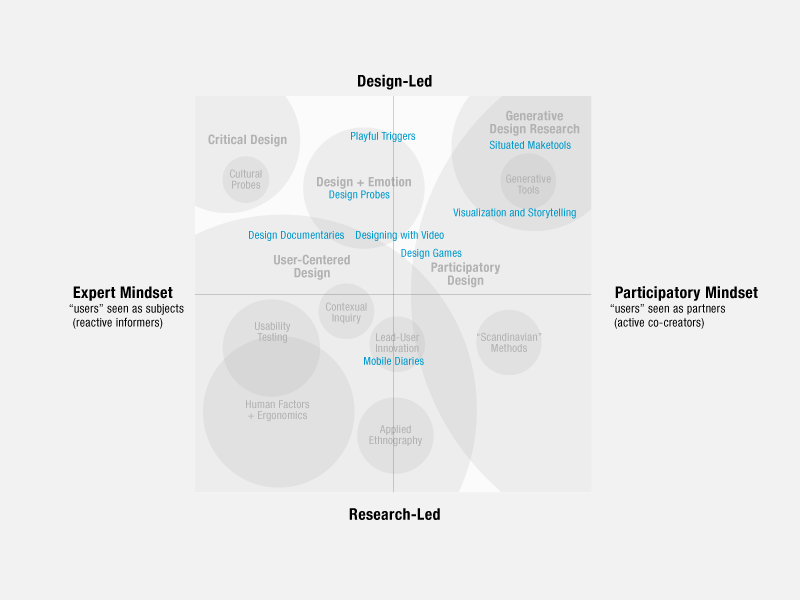 Design-Led
Generative
Design Research
Playful Triggers
Critical Design
Situated Maketools
Cultural
Probes
Design + Emotion
Generative
Tools
Design Probes
Visualization and Storytelling
Design Documentaries
Designing with Video
Design Games
User-Centered
Design
Participatory
Design
Expert Mindset
"users" seen as subjects
(reactive informers)
Participatory Mindset
"users" seen as partners
(active co-creators)
Contexual
Inquiry
Usability
Testing
Lead-User
Innovation
"Scandinavian"
Methods
Mobile Diaries
Human Factors
+ Ergonomics
Applied
Ethnography
Research-Led